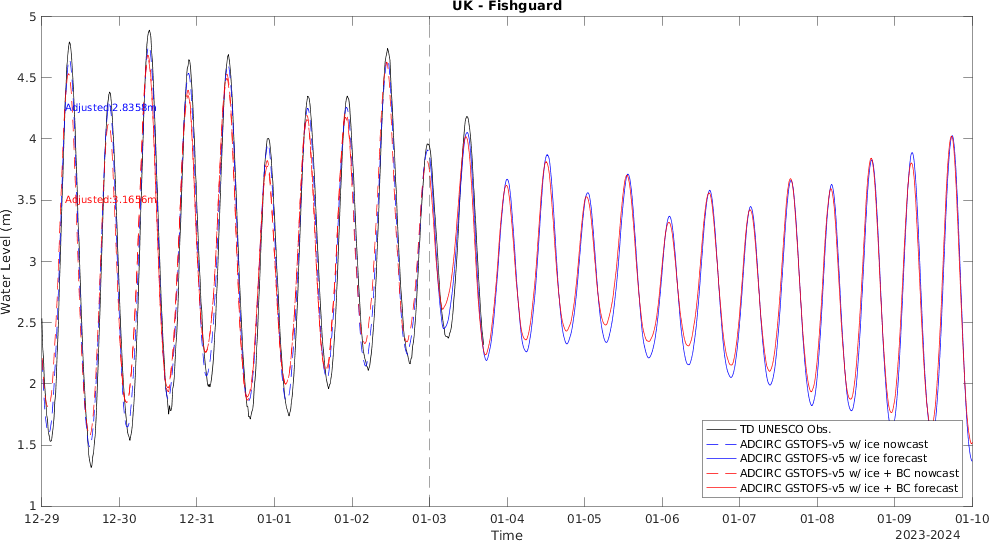 UK - Fishguard
5
4.5
4
3.5
3
2.5
2
1.5
1
Water Level (m)
Adjusted:2.8358m
Adjusted:3.1656m
TD UNESCO Obs.
ADCIRC GSTOFS-v5 w/ ice nowcast
ADCIRC GSTOFS-v5 w/ ice forecast
ADCIRC GSTOFS-v5 w/ ice + BC nowcast
ADCIRC GSTOFS-v5 w/ ice + BC forecast
12-29 12-30 12-31 01-01 01-02 01-03 01-04 01-05 01-06 01-07 01-08 01-09 01-10
Time
2023-2024